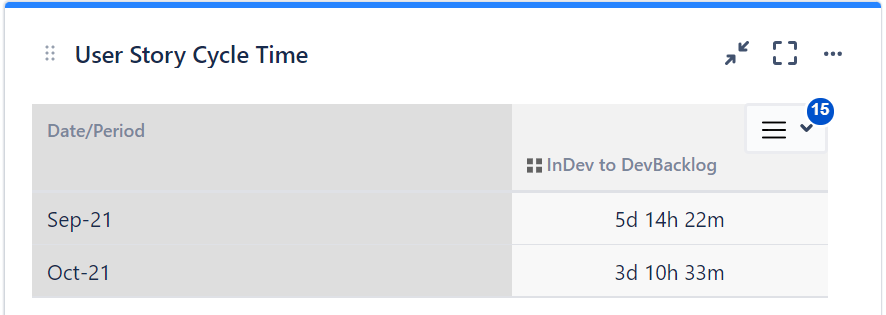 User Story Cycle Time
15
Date/Period
InDev to DevBacklog
Sep-21 5d 14h 22m
Oct-21 3d 10h 33m